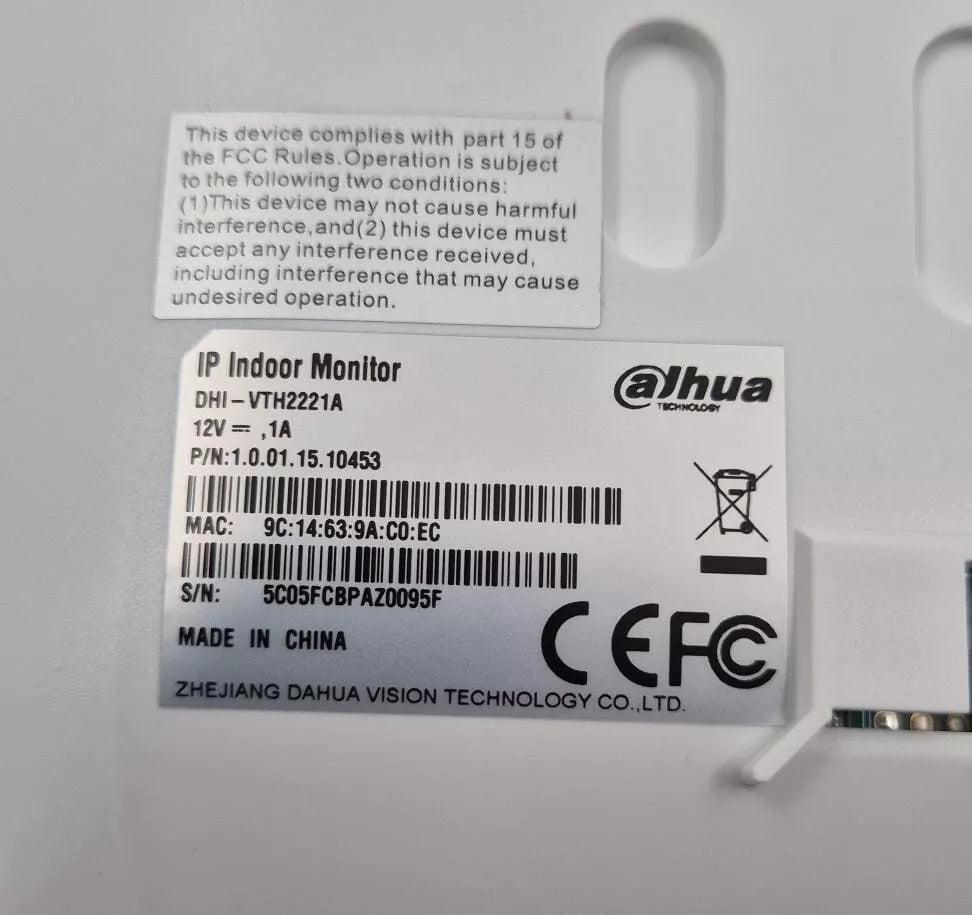 This device complies with part 15 of
the FCC Rules.Operation is subject
to the following two conditions:
(1)This device may not cause harmful
interference,and(2) this device must
accept any interference received,
including interference that may cause
undesired operation.
IP Indoor Monitor
alhua
TECHNOLOGY
DHI-VTH2221A
12V⎓,1A
P/N:1.0.01.15.10453
MAC: 9C:14:63:9A:C0:EC
S/N: 5C05FCBPAZ0095F
MADE IN CHINA
CE FC
ZHEJIANG DAHUA VISION TECHNOLOGY CO.,LTD.